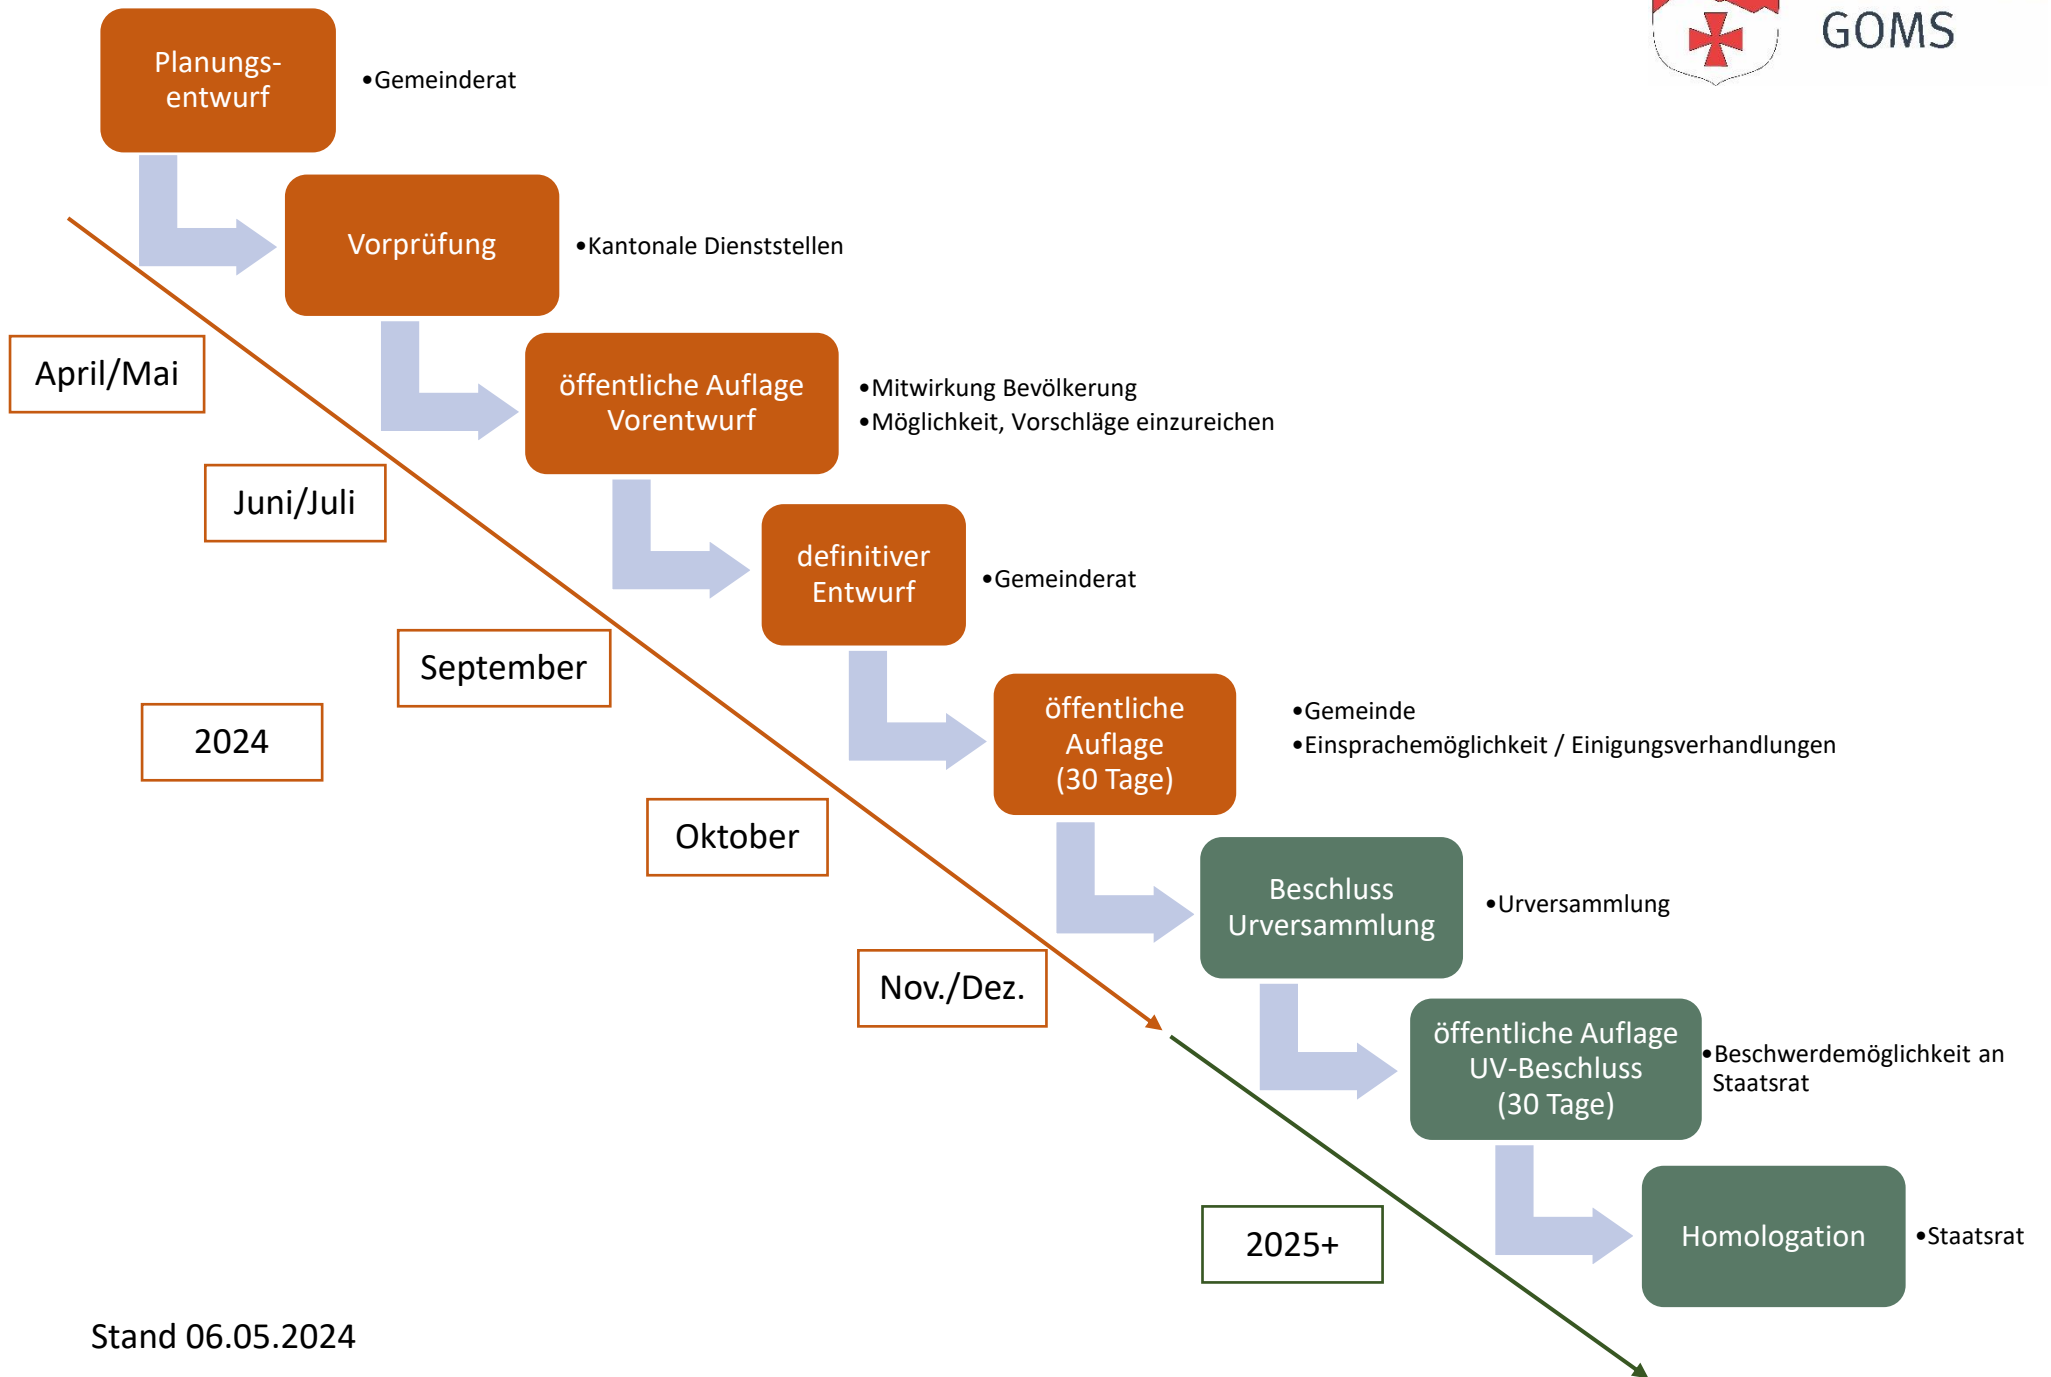 GOMS
Planungs-
entwurf
•Gemeinderat
Vorprüfung
•Kantonale Dienststellen
April/Mai
öffentliche Auflage
Vorentwurf
•Mitwirkung Bevölkerung
•Möglichkeit, Vorschläge einzureichen
Juni/Juli
definitiver
Entwurf
•Gemeinderat
September
2024
öffentliche
Auflage
(30 Tage)
•Gemeinde
•Einsprachemöglichkeit / Einigungsverhandlungen
Oktober
Beschluss
Urversammlung
•Urversammlung
Nov./Dez.
öffentliche Auflage
UV-Beschluss
(30 Tage)
•Beschwerdemöglichkeit an
Staatsrat
2025+
Homologation
•Staatsrat
Stand 06.05.2024